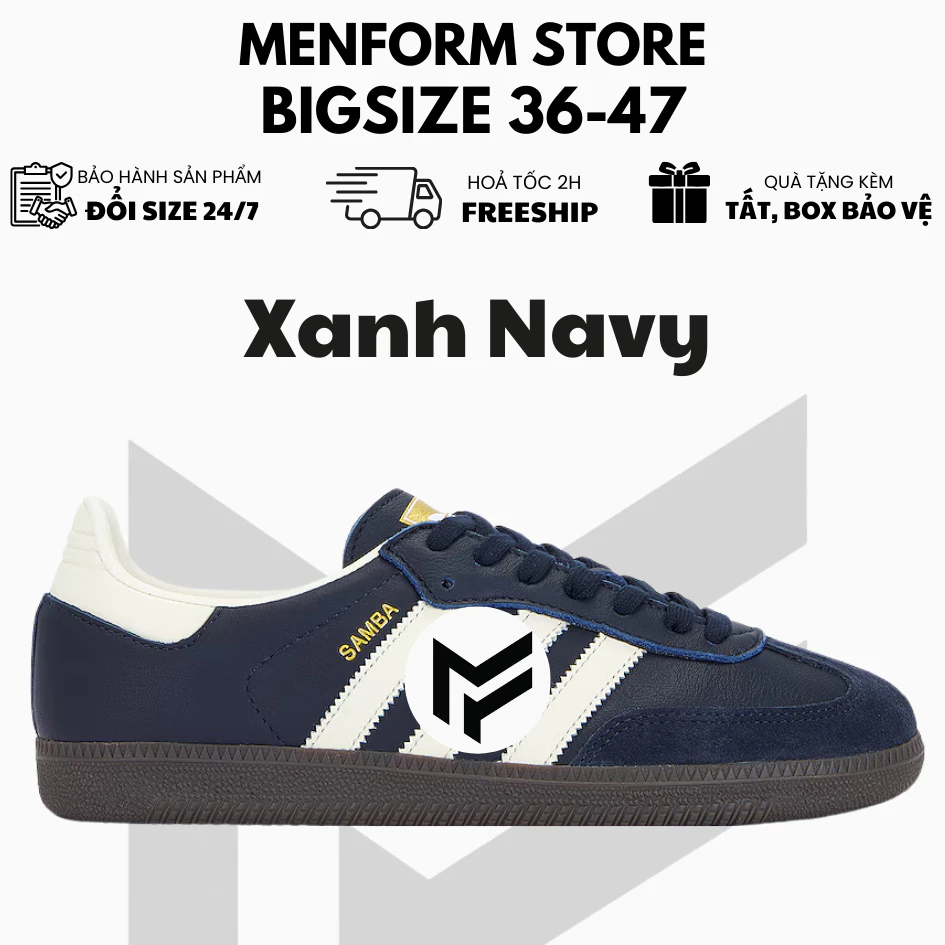 MENFORM STORE
BIGSIZE 36-47
BẢO HÀNH SẢN PHẨM
ĐỔI SIZE 24/7
HOẢ TỐC 2H
FREESHIP
QUÀ TẶNG KÈM
TẤT, BOX BẢO VỆ
Xanh Navy
SAMBA